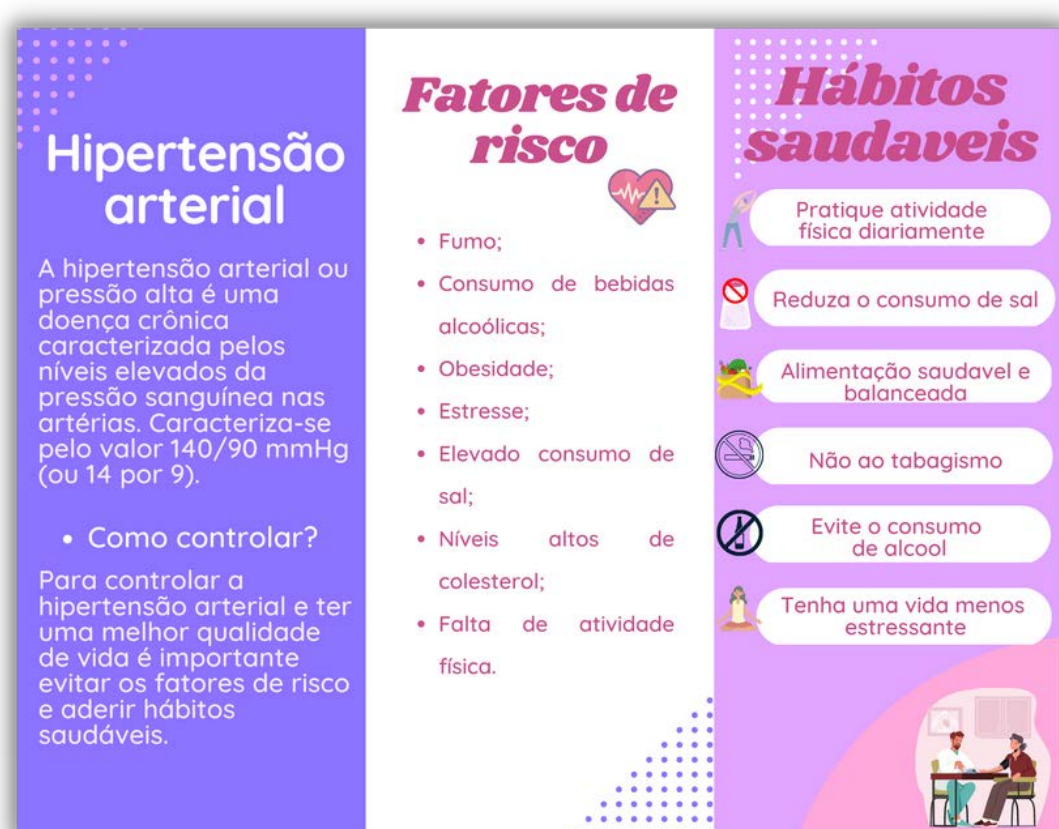 Hipertensão
arterial
A hipertensão arterial ou
pressão alta é uma
doença crônica
caracterizada pelos
níveis elevados da
pressão sanguínea nas
artérias. Caracteriza-se
pelo valor 140/90 mmHg
(ou 14 por 9).
• Como controlar?
Para controlar a
hipertensão arterial e ter
uma melhor qualidade
de vida é importante
evitar os fatores de risco
e aderir hábitos
saudáveis.
Fatores de
risco
• Fumo;
• Consumo de bebidas
alcoólicas;
• Obesidade;
• Estresse;
• Elevado consumo de
sal;
• Níveis altos de
colesterol;
• Falta de atividade
física.
Hábitos
saudaveis
Pratique atividade
física diariamente
Reduza o consumo de sal
Alimentação saudavel e
balanceada
Não ao tabagismo
Evite o consumo
de alcool
Tenha uma vida menos
estressante